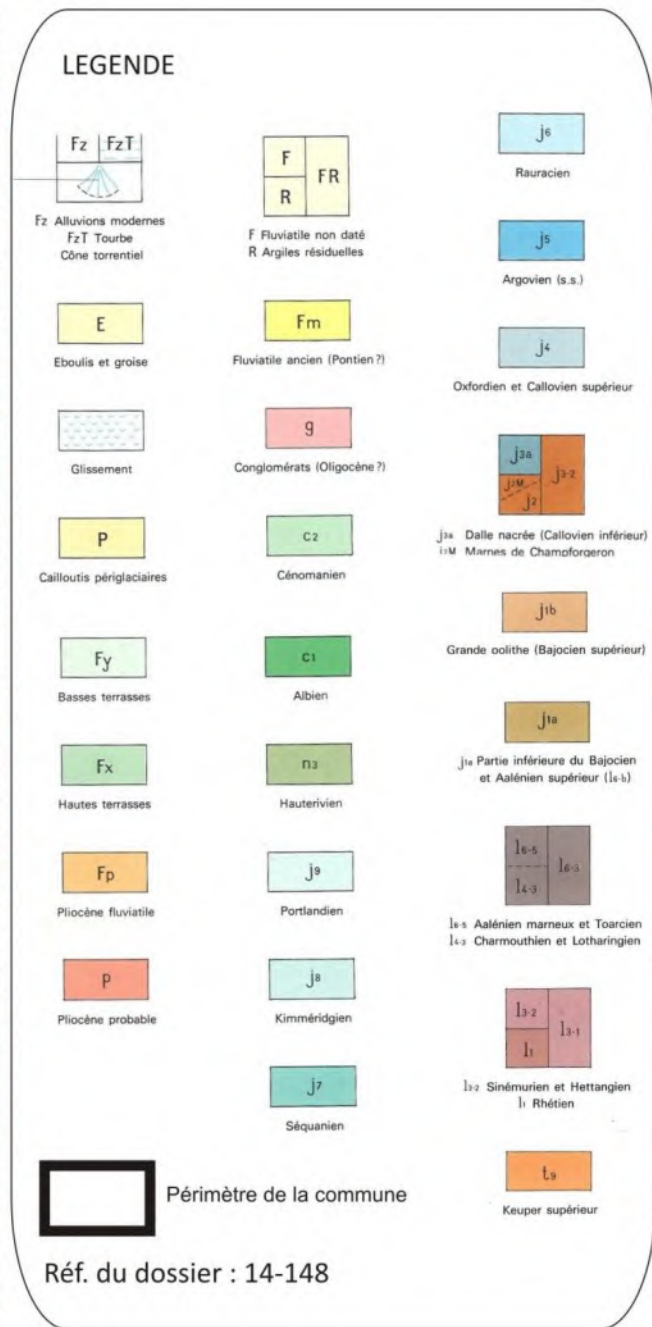 LEGENDE
Fz FzT
Fz Alluvions modernes
FzT Tourbe
Cône torrentiel
E
Eboulis et groise
Glissement
P
Cailloutis périglaciaires
Fy
Basses terrasses
Fx
Hautes terrasses
Fp
Pliocène fluviatile
p
Pliocène probable
F
FR
R
F Fluviatile non daté
R Argiles résiduelles
Fm
Fluviatile ancien (Pontien?)
g
Conglomérats (Oligocène?)
c2
Cénomanien
c1
Albien
n3
Hauterivien
j9
Portlandien
j8
Kimméridgien
j7
Séquanien
j6
Rauracien
j5
Argovien (s.s.)
j4
Oxfordien et Callovien supérieur
j3a
j3-2
j2M
j2
j3a Dalle nacrée (Callovien inférieur)
j2M Marnes de Champforgeron
j1b
Grande oolithe (Bajocien supérieur)
j1a
j1a Partie inférieure du Bajocien
et Aalénien supérieur (l6-b)
l6-5
l6-3
l4-3
l6-5 Aalénien marneux et Toarcien
l4-3 Charmouthien et Lotharingien
l3-2
l3-1
l1
l3-2 Sinémurien et Hettangien
l1 Rhétien
t9
Keuper supérieur
Périmètre de la commune
Réf. du dossier : 14-148